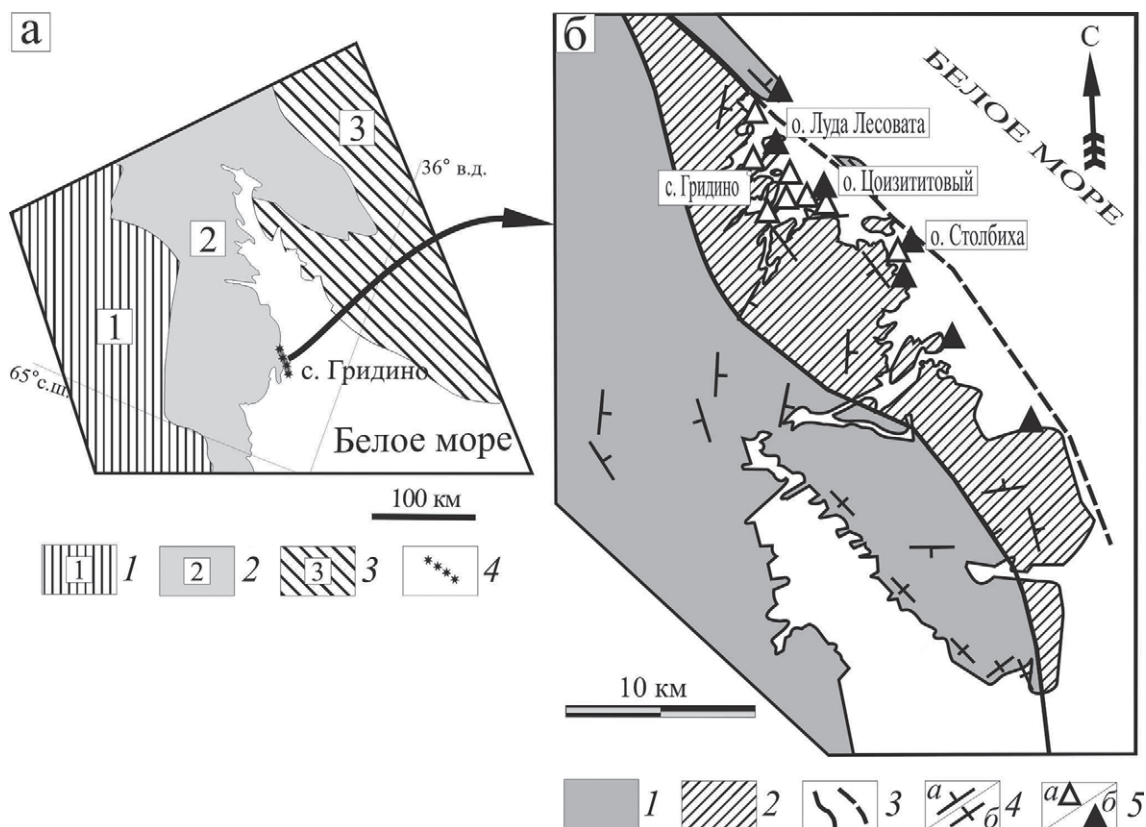 а
1
2
3
36° в.д.
65°с.ш.
с. Гридино
Белое море
100 км
1 1
2 2
3 3
4
б
БЕЛОЕ МОРЕ
С
о. Луда Лесовата
с. Гридино
о. Цоизититовый
о. Столбиха
10 км
1
2
3
а б 4
а б 5